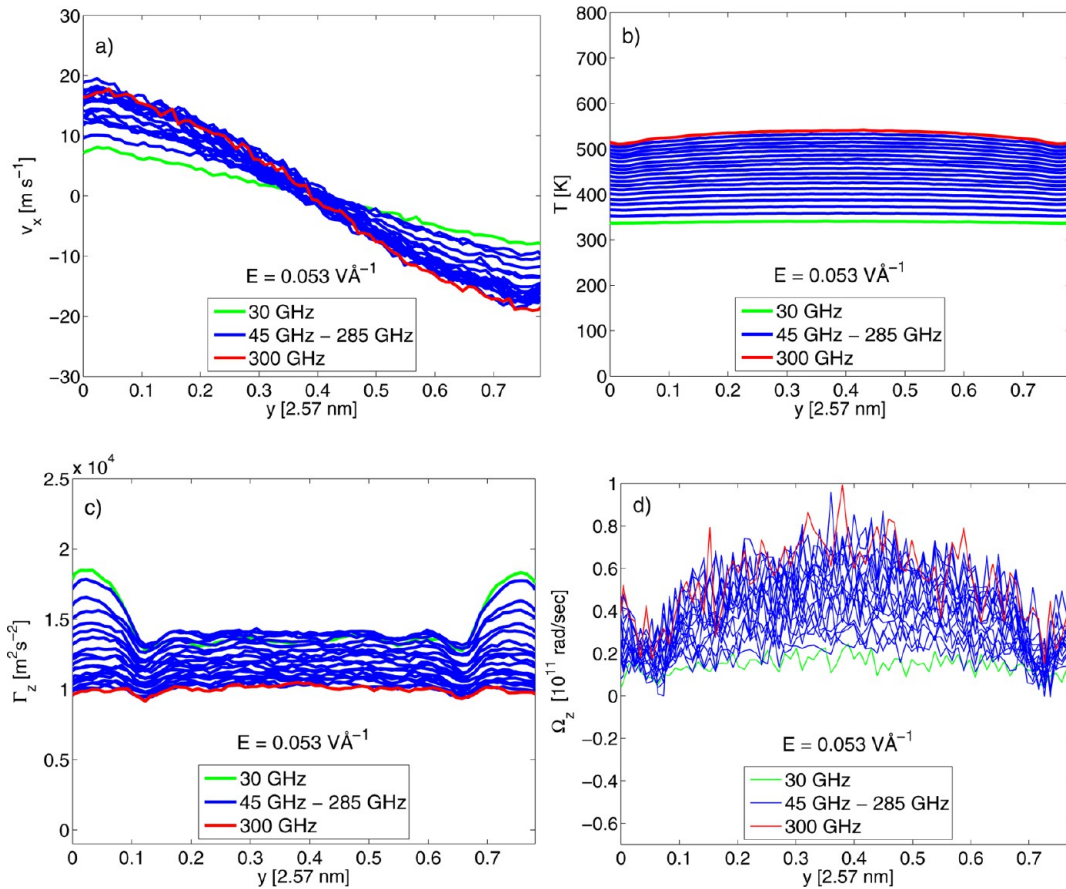 a)
30
20
10
0
−10
−20
−30
v_x [m s⁻¹]
E = 0.053 VÅ⁻¹
30 GHz
45 GHz − 285 GHz
300 GHz
0 0.1 0.2 0.3 0.4 0.5 0.6 0.7
y [2.57 nm]
b)
800
700
600
500
400
300
200
100
0
T [K]
E = 0.053 VÅ⁻¹
30 GHz
45 GHz − 285 GHz
300 GHz
0 0.1 0.2 0.3 0.4 0.5 0.6 0.7
y [2.57 nm]
x 10⁴
c)
2.5
2
1.5
1
0.5
0
Γ_z [m²s⁻²]
E = 0.053 VÅ⁻¹
30 GHz
45 GHz − 285 GHz
300 GHz
0 0.1 0.2 0.3 0.4 0.5 0.6 0.7
y [2.57 nm]
d)
1
0.8
0.6
0.4
0.2
0
−0.2
−0.4
−0.6
Ω_z [10¹¹ rad/sec]
E = 0.053 VÅ⁻¹
30 GHz
45 GHz − 285 GHz
300 GHz
0 0.1 0.2 0.3 0.4 0.5 0.6 0.7
y [2.57 nm]